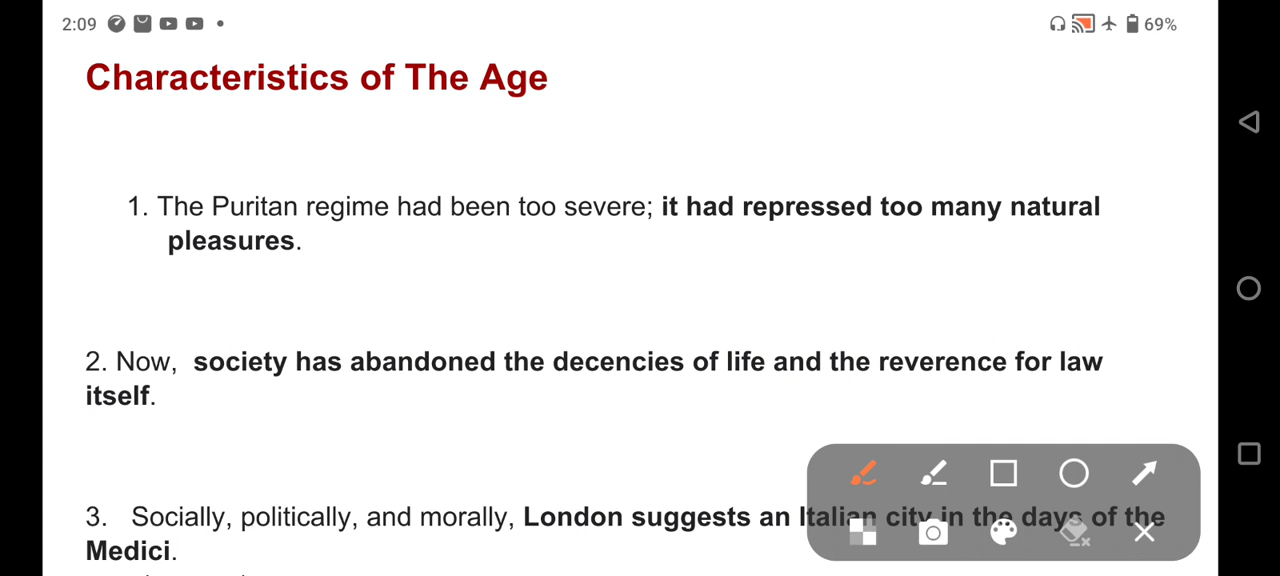 2:09
69%
Characteristics of The Age
1. The Puritan regime had been too severe; it had repressed too many natural
pleasures.
2. Now, society has abandoned the decencies of life and the reverence for law
itself.
3. Socially, politically, and morally, London suggests an Italian city in the days of the
Medici.